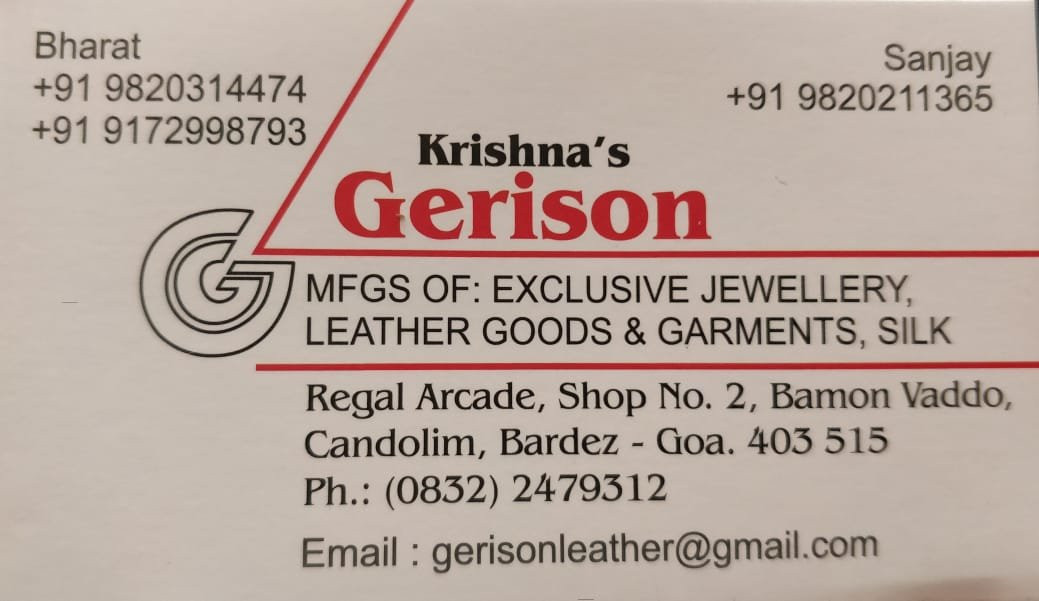 Bharat
+91 9820314474
+91 9172998793
Sanjay
+91 9820211365
Krishna's
Gerison
G
MFGS OF: EXCLUSIVE JEWELLERY,
LEATHER GOODS & GARMENTS, SILK
Regal Arcade, Shop No. 2, Bamon Vaddo,
Candolim, Bardez - Goa. 403 515
Ph.: (0832) 2479312
Email : gerisonleather@gmail.com